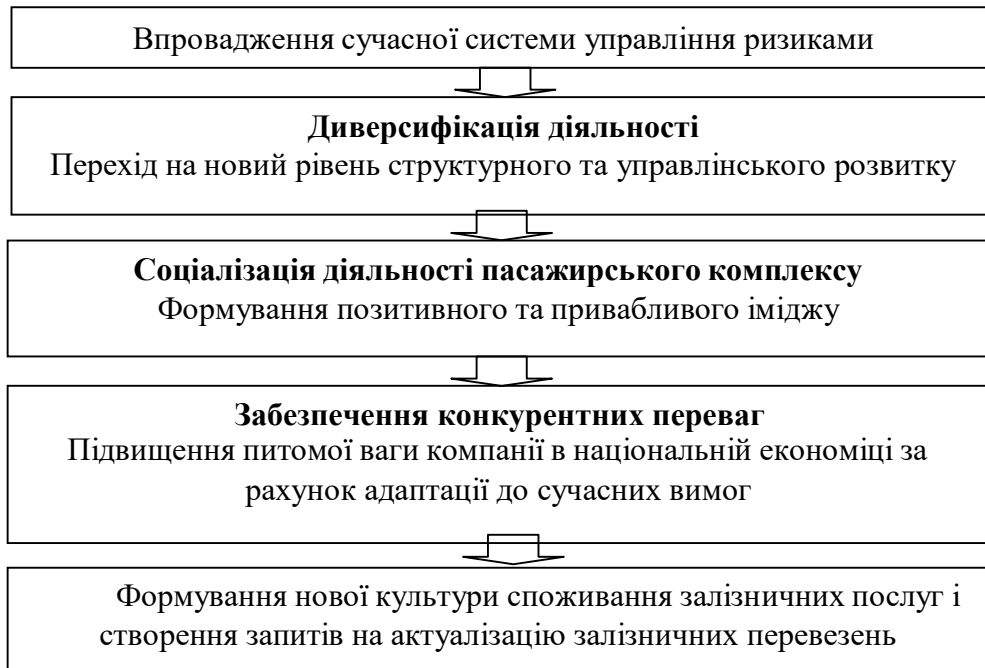 Впровадження сучасної системи управління ризиками
Диверсифікація діяльності
Перехід на новий рівень структурного та управлінського розвитку
Соціалізація діяльності пасажирського комплексу
Формування позитивного та привабливого іміджу
Забезпечення конкурентних переваг
Підвищення питомої ваги компанії в національній економіці за
рахунок адаптації до сучасних вимог
Формування нової культури споживання залізничних послуг і
створення запитів на актуалізацію залізничних перевезень